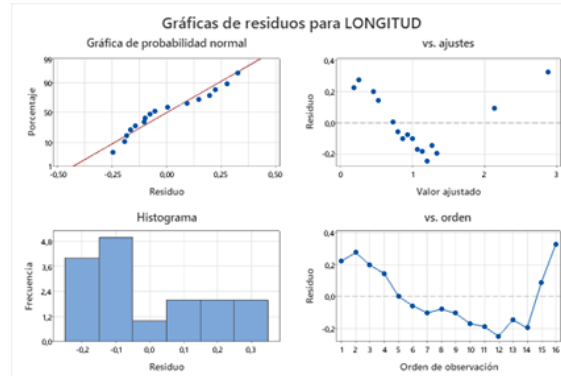 Gráficas de residuos para LONGITUD
Gráfica de probabilidad normal
Porcentaje
99
90
50
10
1
-0,50 -0,25 0,00 0,25 0,50
Residuo
vs. ajustes
Residuo
0,4
0,2
0,0
-0,2
0 1 2 3
Valor ajustado
Histograma
Frecuencia
4,8
3,6
2,4
1,2
0,0
-0,2 -0,1 0,0 0,1 0,2 0,3
Residuo
vs. orden
Residuo
0,4
0,2
0,0
-0,2
1 2 3 4 5 6 7 8 9 10 11 12 13 14 15 16
Orden de observación